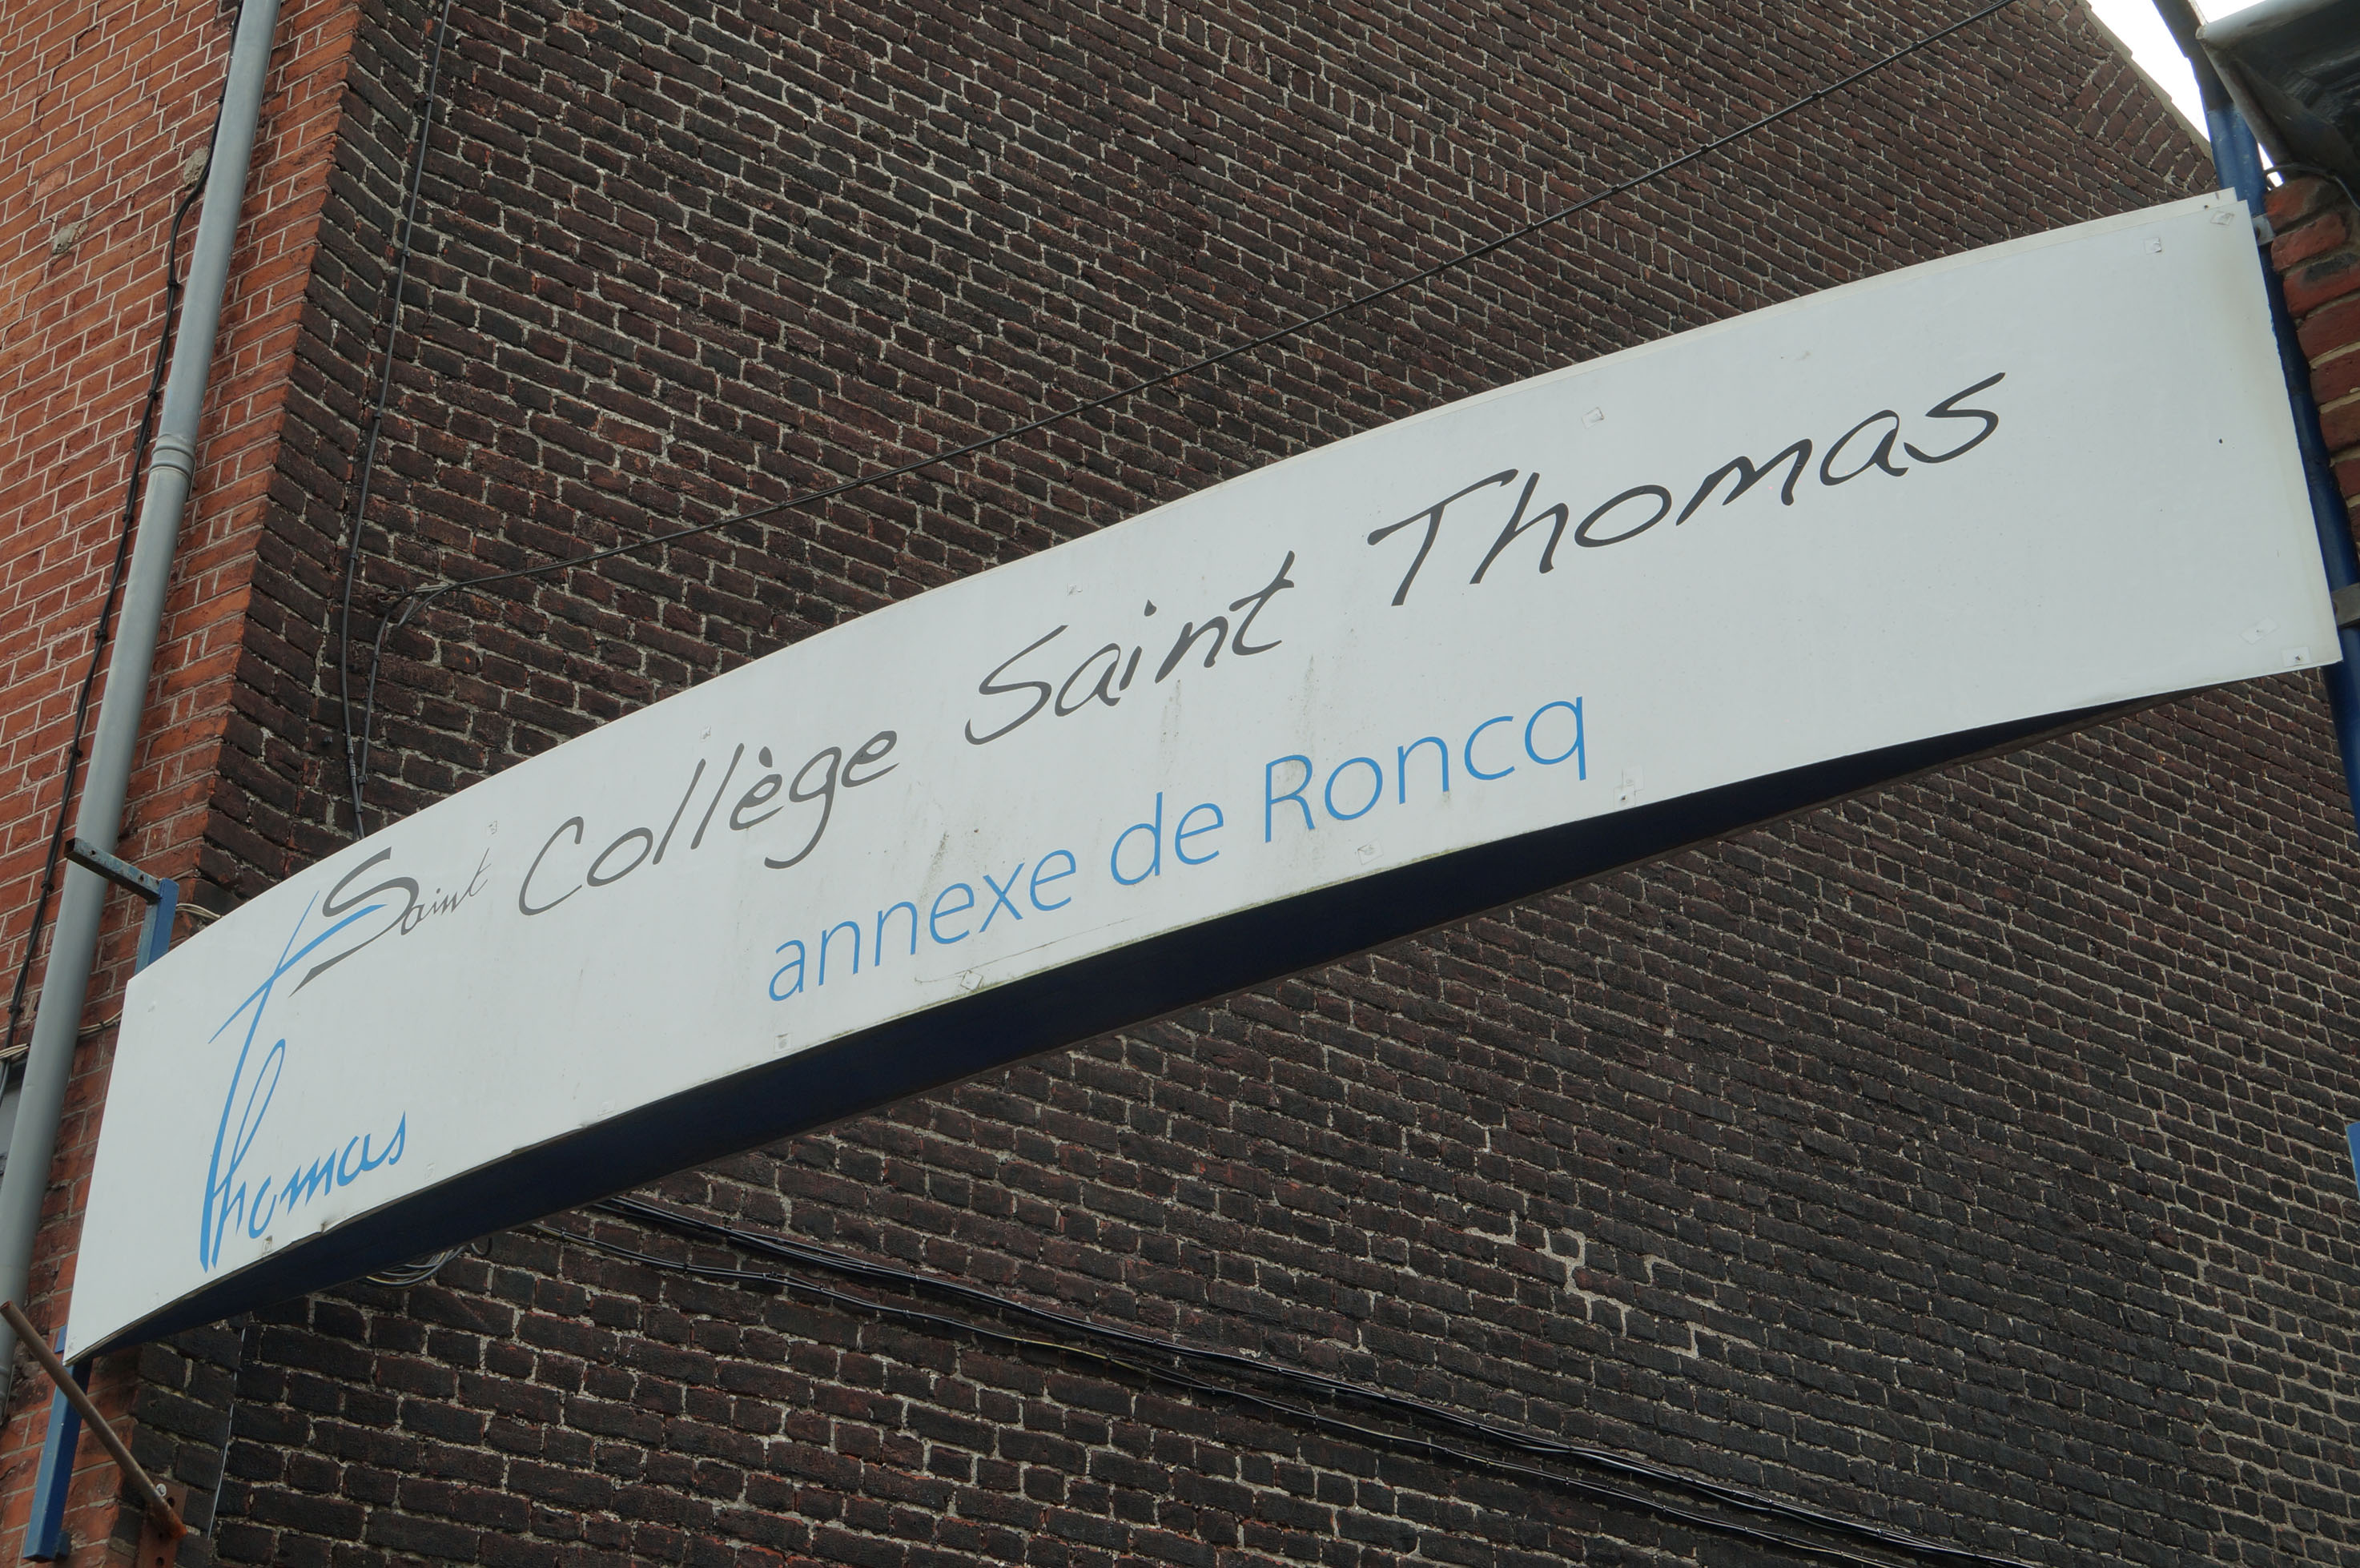 Saint
Thomas
Collège Saint Thomas
annexe de Roncq